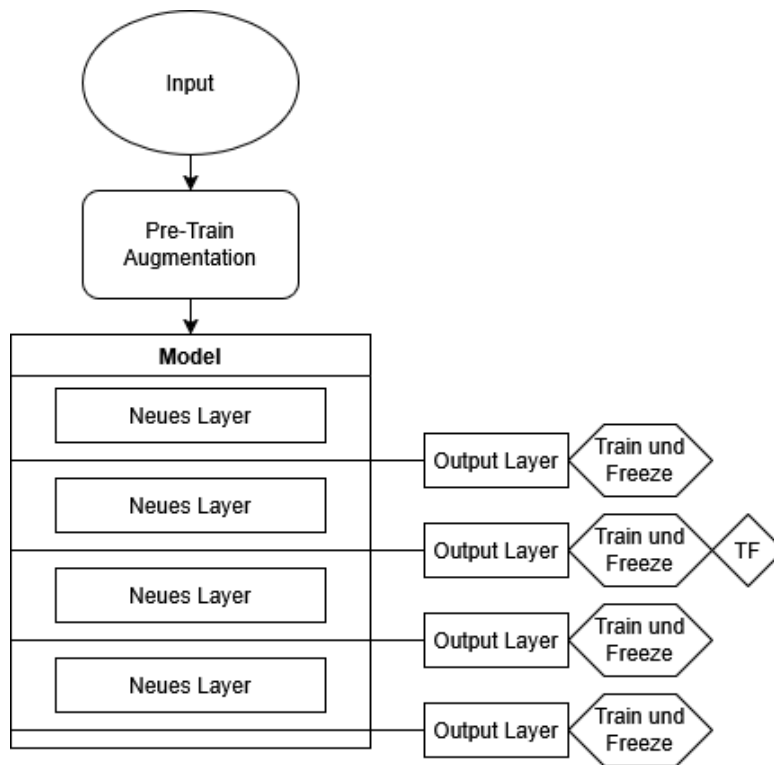 Input
Pre-Train
Augmentation
Model
Neues Layer
Output Layer
Train und
Freeze
Neues Layer
Output Layer
Train und
Freeze
TF
Neues Layer
Output Layer
Train und
Freeze
Neues Layer
Output Layer
Train und
Freeze